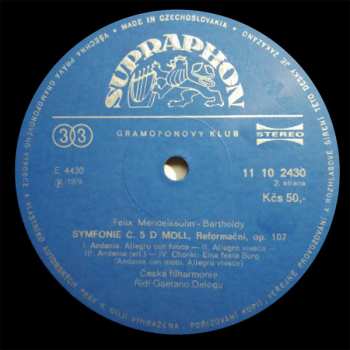 MADE IN CZECHOSLOVAKIA
SUPRAPHON
33
GRAMOFONOVÝ KLUB
STEREO
E 4430
11 10 2430
2. strana
Kčs 50,-
Felix Mendelssohn - Bartholdy
SYMFONIE Č. 5 D MOLL, Reformační, op. 107
I. Andante. Allegro con fuoco — II. Allegro vivace —
III. Andante (att.) — IV. Chorál: Eine feste Burg
(Andante con moto. Allegro vivace)
Česká filharmonie
Řídí Gaetano Delogu